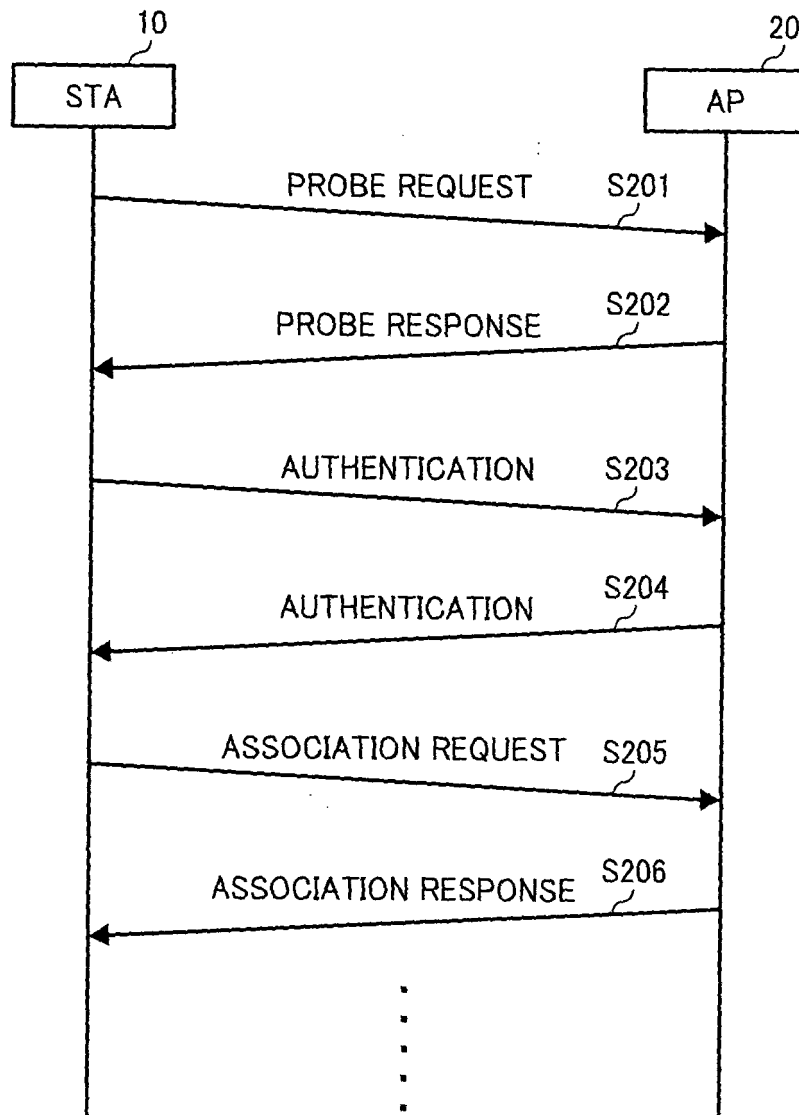 10
20
STA
AP
PROBE REQUEST S201
PROBE RESPONSE S202
AUTHENTICATION S203
AUTHENTICATION S204
ASSOCIATION REQUEST S205
ASSOCIATION RESPONSE S206